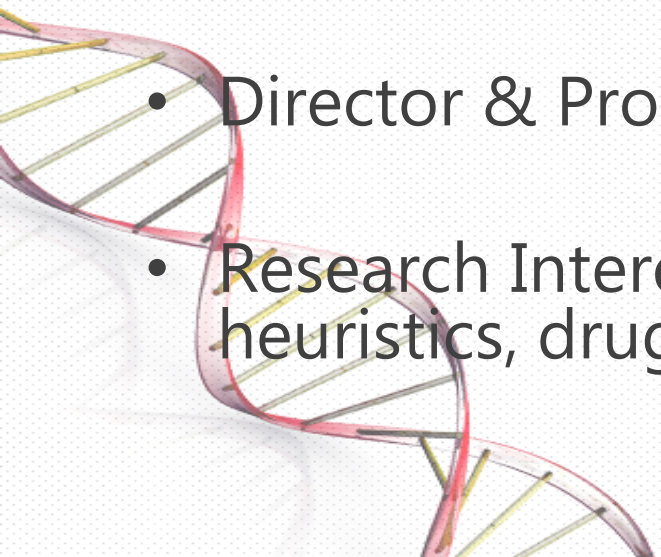 • Director & Pro
• Research Inter
heuristics, drug